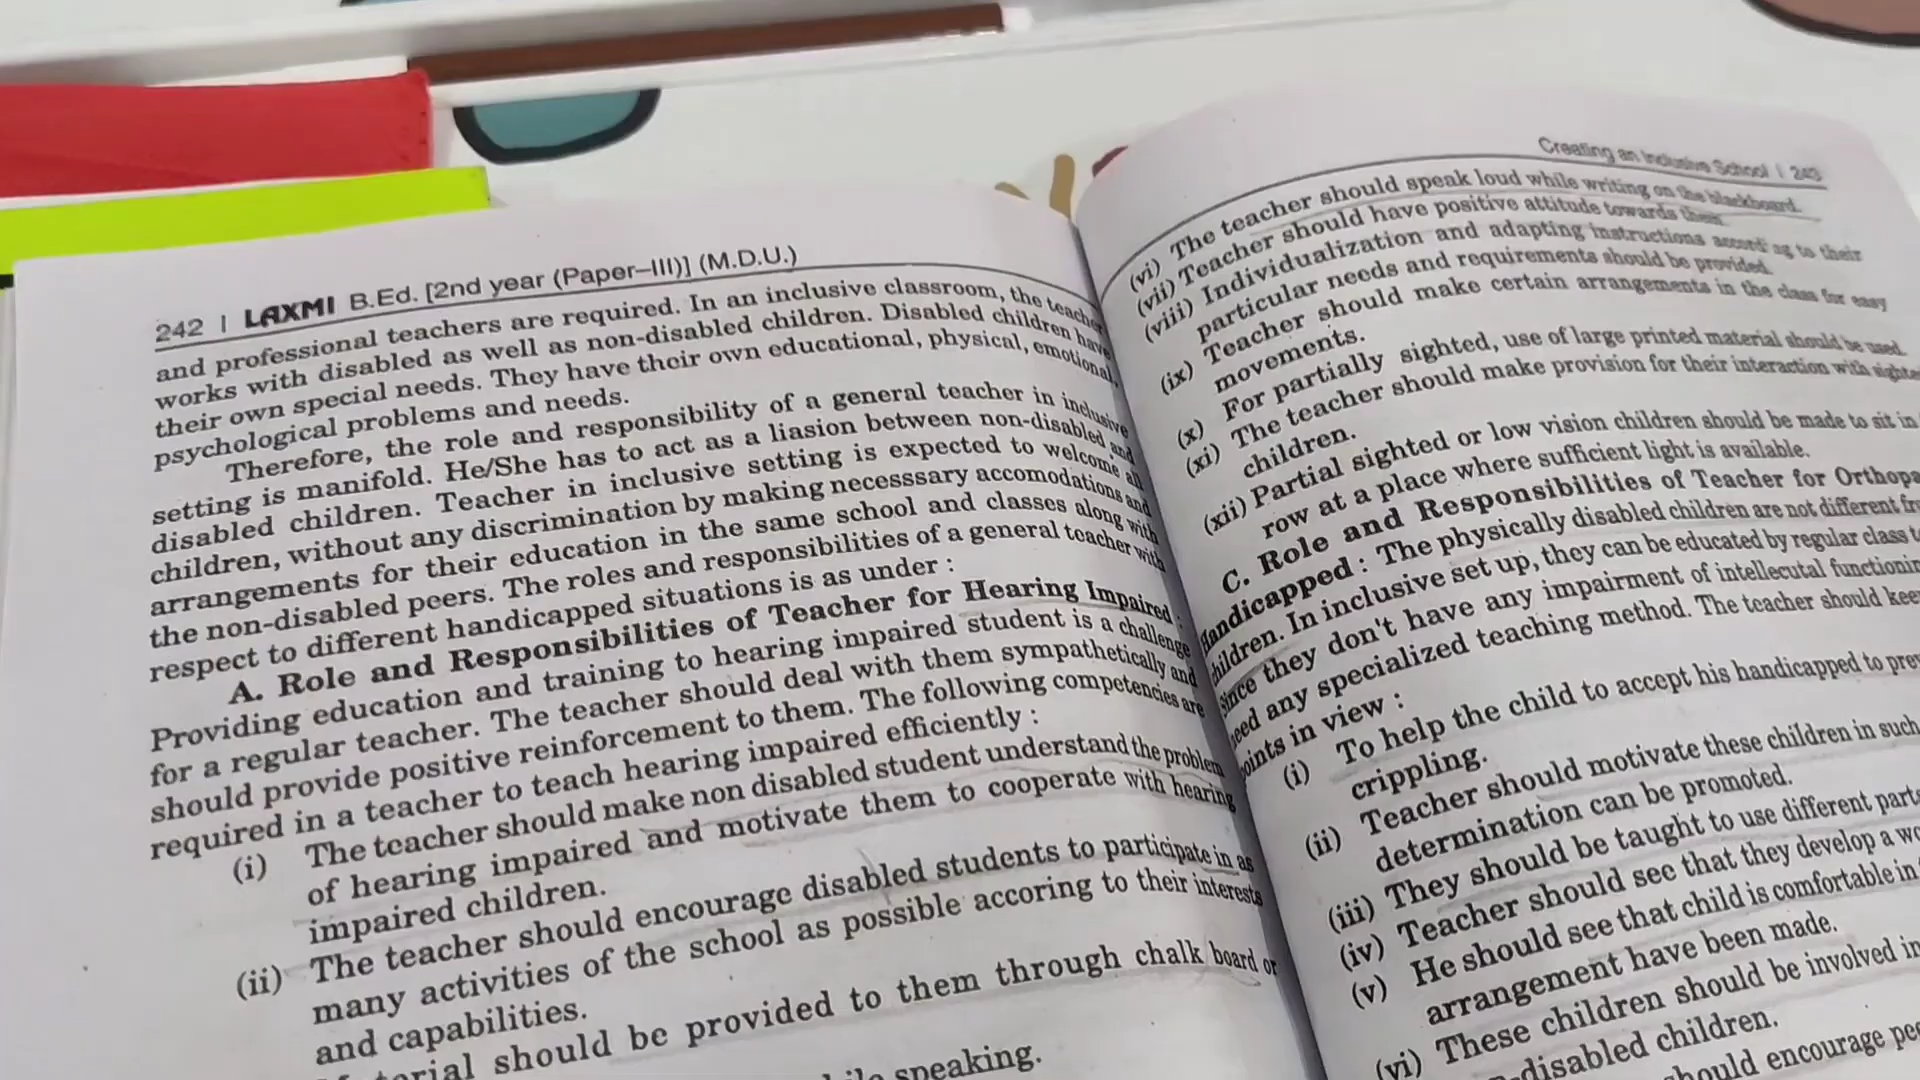 242 | LAXMI B.Ed. [2nd year (Paper–III)] (M.D.U.)
and professional teachers are required. In an inclusive classroom, the teacher
works with disabled as well as non-disabled children. Disabled children have
their own special needs. They have their own educational, physical, emotional,
psychological problems and needs.
Therefore, the role and responsibility of a general teacher in inclusive
setting is manifold. He/She has to act as a liasion between non-disabled and
disabled children. Teacher in inclusive setting is expected to welcome all
children, without any discrimination by making necesssary accomodations and
arrangements for their education in the same school and classes along with
the non-disabled peers. The roles and responsibilities of a general teacher with
respect to different handicapped situations is as under :
A. Role and Responsibilities of Teacher for Hearing Impaired :
Providing education and training to hearing impaired student is a challenge
for a regular teacher. The teacher should deal with them sympathetically and
should provide positive reinforcement to them. The following competencies are
required in a teacher to teach hearing impaired efficiently :
(i) The teacher should make non disabled student understand the problem
of hearing impaired and motivate them to cooperate with hearing
impaired children.
(ii) The teacher should encourage disabled students to participate in as
many activities of the school as possible accoring to their interests
and capabilities.
should be provided to them through chalk board or
speaking.
Creating an Inclusive School | 243
(vi) The teacher should speak loud while writing on the blackboard.
(vii) Teacher should have positive attitude towards them.
(viii) Individualization and adapting instructions according to their
particular needs and requirements should be provided.
(ix) Teacher should make certain arrangements in the class for easy
movements.
(x) For partially sighted, use of large printed material should be used.
(xi) The teacher should make provision for their interaction with sighted
children.
(xii) Partial sighted or low vision children should be made to sit in
row at a place where sufficient light is available.
C. Role and Responsibilities of Teacher for Orthopa
Handicapped : The physically disabled children are not different
children. In inclusive set up, they can be educated by regular class
since they don't have any impairment of intellecutal
need any specialized teaching method. The teacher should
points in view :
(i) To help the child to accept his handicapped to
crippling.
(ii) Teacher should motivate these children in such
determination can be promoted.
(iii) They should be taught to use different
(iv) Teacher should see that they develop a
(v) He should see that child is comfortable in
arrangement have been made.
(vi) These children should be involved in
disabled children.
should encourage